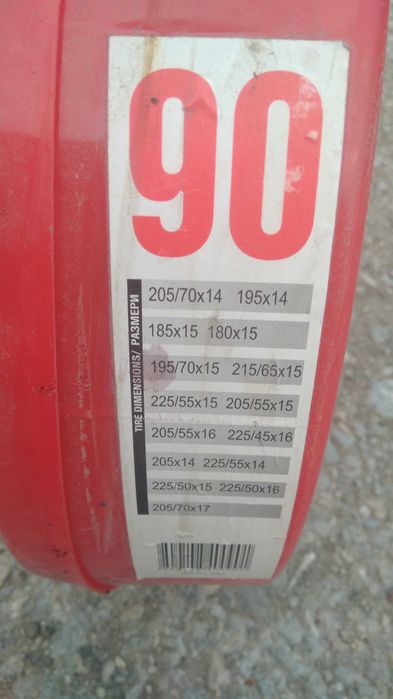 90
TIRE DIMENSIONS/ РАЗМЕРИ
205/70x14 195x14
185x15 180x15
195/70x15 215/65x15
225/55x15 205/55x15
205/55x16 225/45x16
205x14 225/55x14
225/50x15 225/50x16
205/70x17